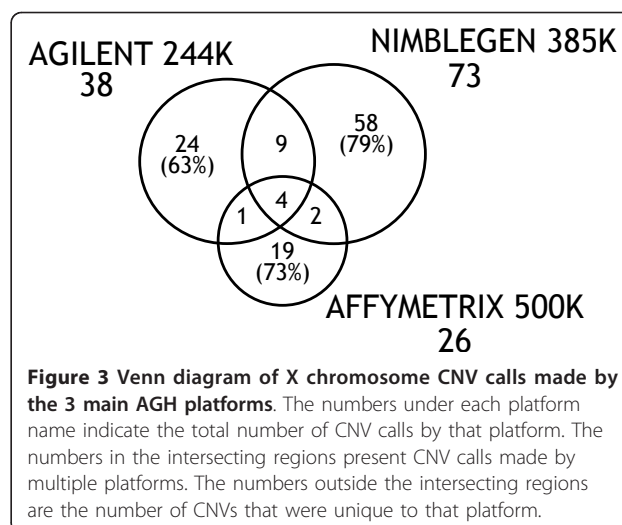 AGILENT 244K
38
NIMBLEGEN 385K
73
24
(63%)
9
58
(79%)
1
4
2
19
(73%)
AFFYMETRIX 500K
26
Figure 3 Venn diagram of X chromosome CNV calls made by
the 3 main AGH platforms. The numbers under each platform
name indicate the total number of CNV calls by that platform. The
numbers in the intersecting regions present CNV calls made by
multiple platforms. The numbers outside the intersecting regions
are the number of CNVs that were unique to that platform.